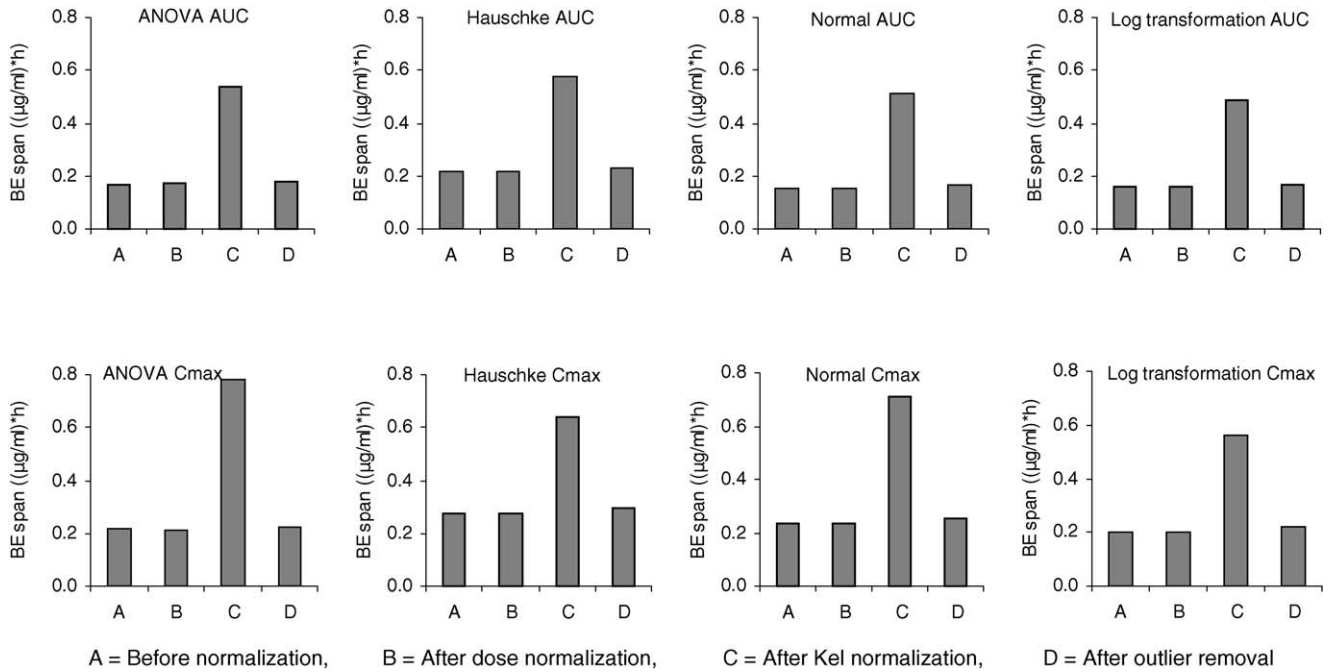 ANOVA AUC
0.8
0.6
0.4
0.2
0.0
BE span ((µg/ml)*h)
A B C D
Hauschke AUC
0.8
0.6
0.4
0.2
0.0
BE span ((µg/ml)*h)
A B C D
Normal AUC
0.8
0.6
0.4
0.2
0.0
BE span ((µg/ml)*h)
A B C D
Log transformation AUC
0.8
0.6
0.4
0.2
0.0
BE span ((µg/ml)*h)
A B C D
ANOVA Cmax
0.8
0.6
0.4
0.2
0.0
BE span ((µg/ml)*h)
A B C D
Hauschke Cmax
0.8
0.6
0.4
0.2
0.0
BE span ((µg/ml)*h)
A B C D
Normal Cmax
0.8
0.6
0.4
0.2
0.0
BE span ((µg/ml)*h)
A B C D
Log transformation Cmax
0.8
0.6
0.4
0.2
0.0
BE span ((µg/ml)*h)
A B C D
A = Before normalization, B = After dose normalization, C = After Kel normalization, D = After outlier removal